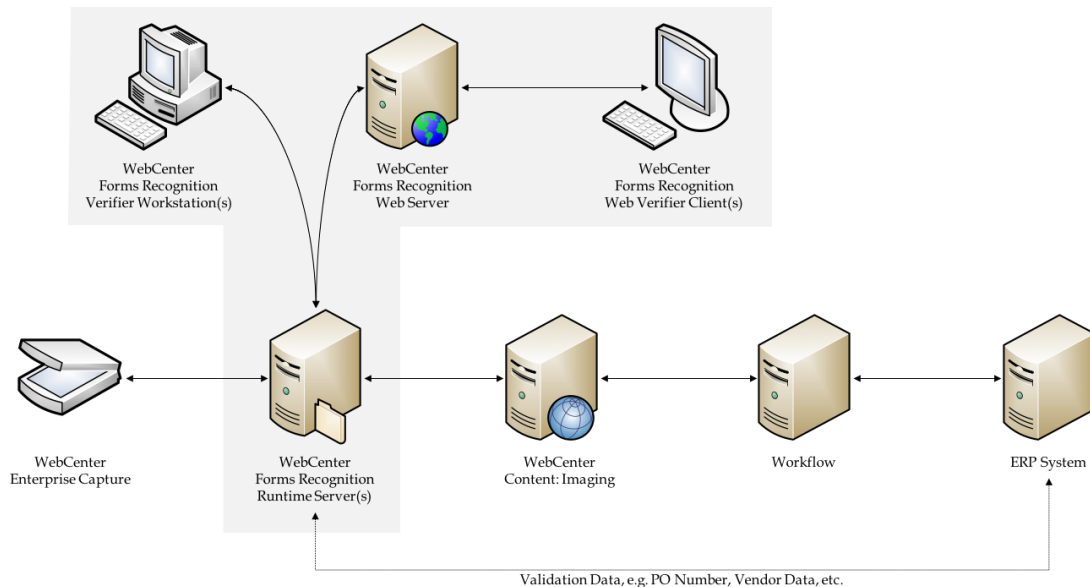 WebCenter
Forms Recognition
Verifier Workstation(s)
WebCenter
Forms Recognition
Web Server
WebCenter
Forms Recognition
Web Verifier Client(s)
WebCenter
Enterprise Capture
WebCenter
Forms Recognition
Runtime Server(s)
WebCenter
Content: Imaging
Workflow
ERP System
Validation Data, e.g. PO Number, Vendor Data, etc.